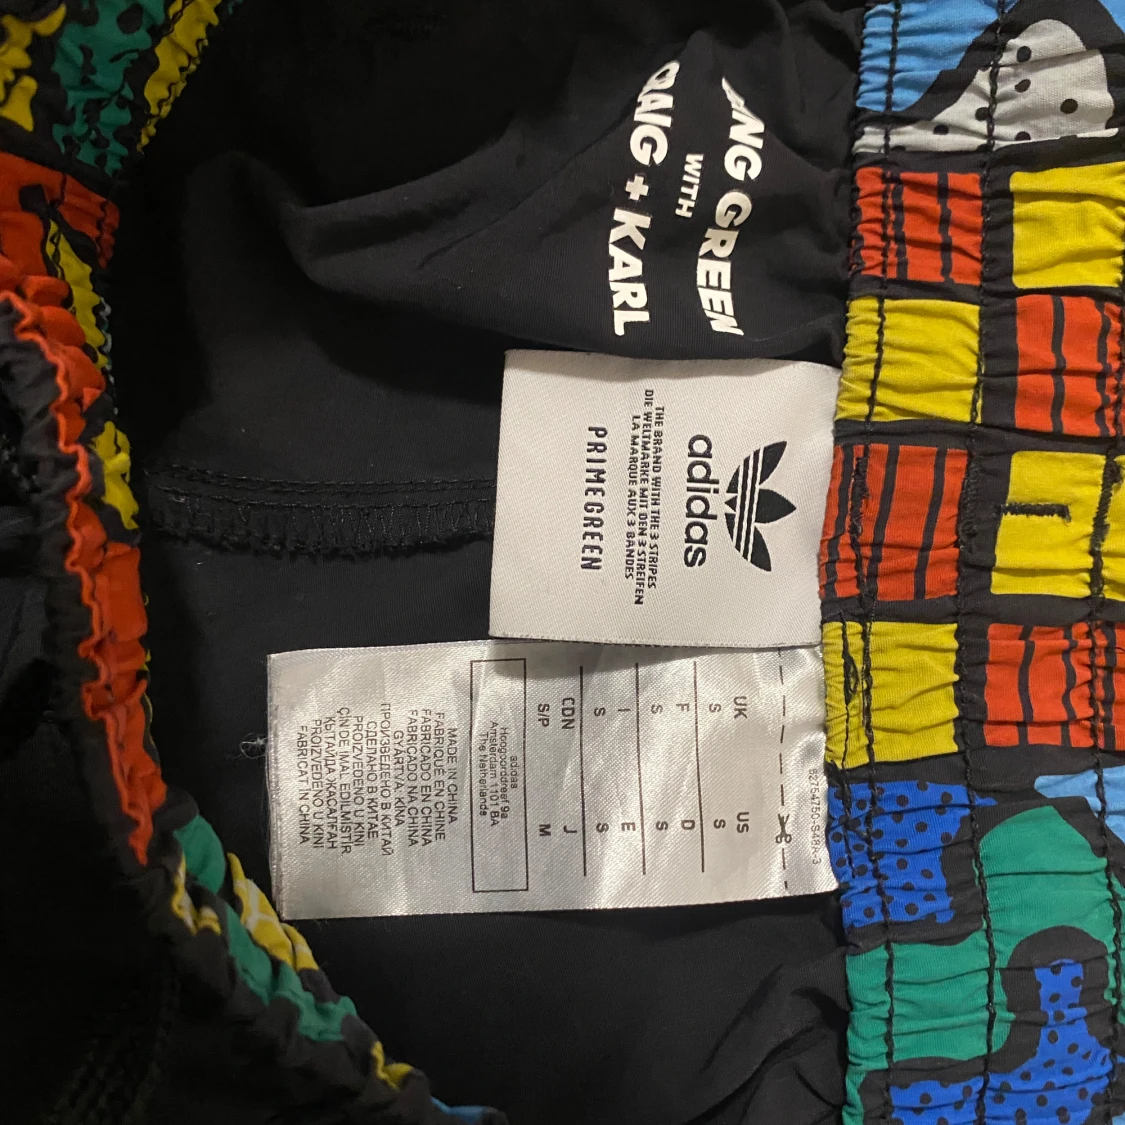 GREEN
WITH
+ KARL
adidas
THE BRAND WITH THE 3 STRIPES
DIE WELTMARKE MIT DEN 3 STREIFEN
LA MARQUE AUX 3 BANDES
PRIMEGREEN
UK US
S S
F D
S S
I E
S S
CDN J
S/P M
adidas
Hoogoorddreef 9a
Amsterdam 1101 BA
The Netherlands
MADE IN CHINA
FABRIQUÉ EN CHINE
FABRICADO EN CHINA
FABRICADO NA CHINA
GYÁRTVA: KÍNA
ПРОИЗВЕДЕНО В КИТАЙ
СДЕЛАНО В КИТАЕ
PROIZVEDENO U KINI
ÇİN'DE İMAL EDİLMİŞTİR
ҚЫТАЙДА ЖАСАЛҒАН
PROIZVEDENO U KINI
FABRICAT IN CHINA